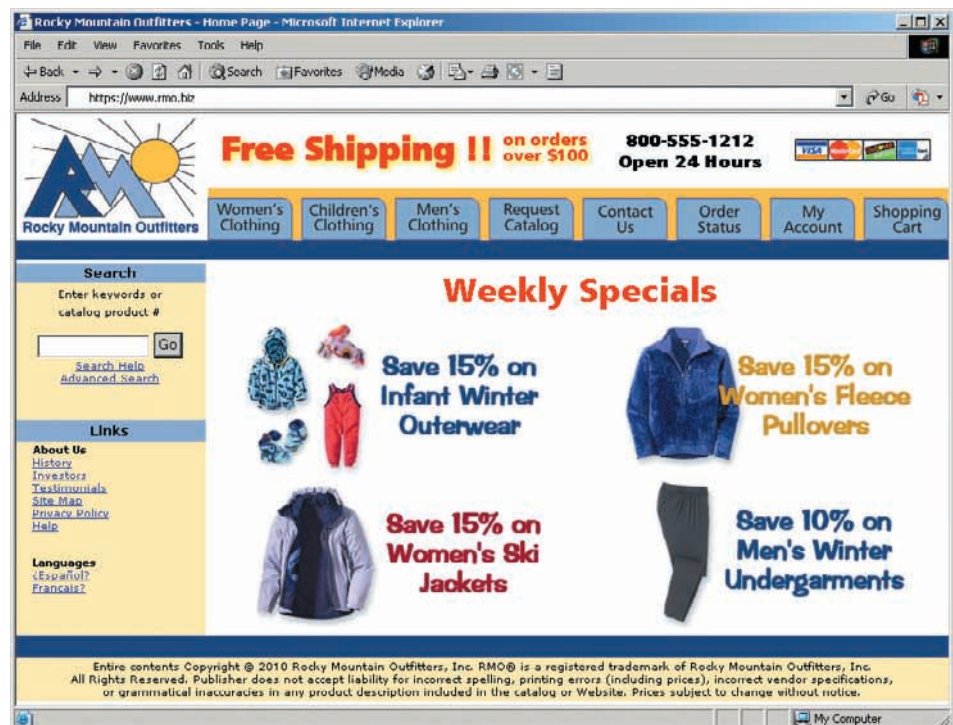 Rocky Mountain Outfitters - Home Page - Microsoft Internet Explorer
File Edit View Favorites Tools Help
Back Search Favorites Media
Address https://www.rmo.biz Go
Free Shipping !! on orders over $100
800-555-1212
Open 24 Hours
VISA MasterCard
RMO
Rocky Mountain Outfitters
Women's Clothing
Children's Clothing
Men's Clothing
Request Catalog
Contact Us
Order Status
My Account
Shopping Cart
Search
Enter keywords or
catalog product #
Go
Search Help
Advanced Search
Links
About Us
History
Investors
Testimonials
Site Map
Privacy Policy
Help
Languages
¿Español?
Français?
Weekly Specials
Save 15% on
Infant Winter
Outerwear
Save 15% on
Women's Fleece
Pullovers
Save 15% on
Women's Ski
Jackets
Save 10% on
Men's Winter
Undergarments
Entire contents Copyright @ 2010 Rocky Mountain Outfitters, Inc. RMO® is a registered trademark of Rocky Mountain Outfitters, Inc.
All Rights Reserved. Publisher does not accept liability for incorrect spelling, printing errors (including prices), incorrect vendor specifications,
or grammatical inaccuracies in any product description included in the catalog or Website. Prices subject to change without notice.
My Computer